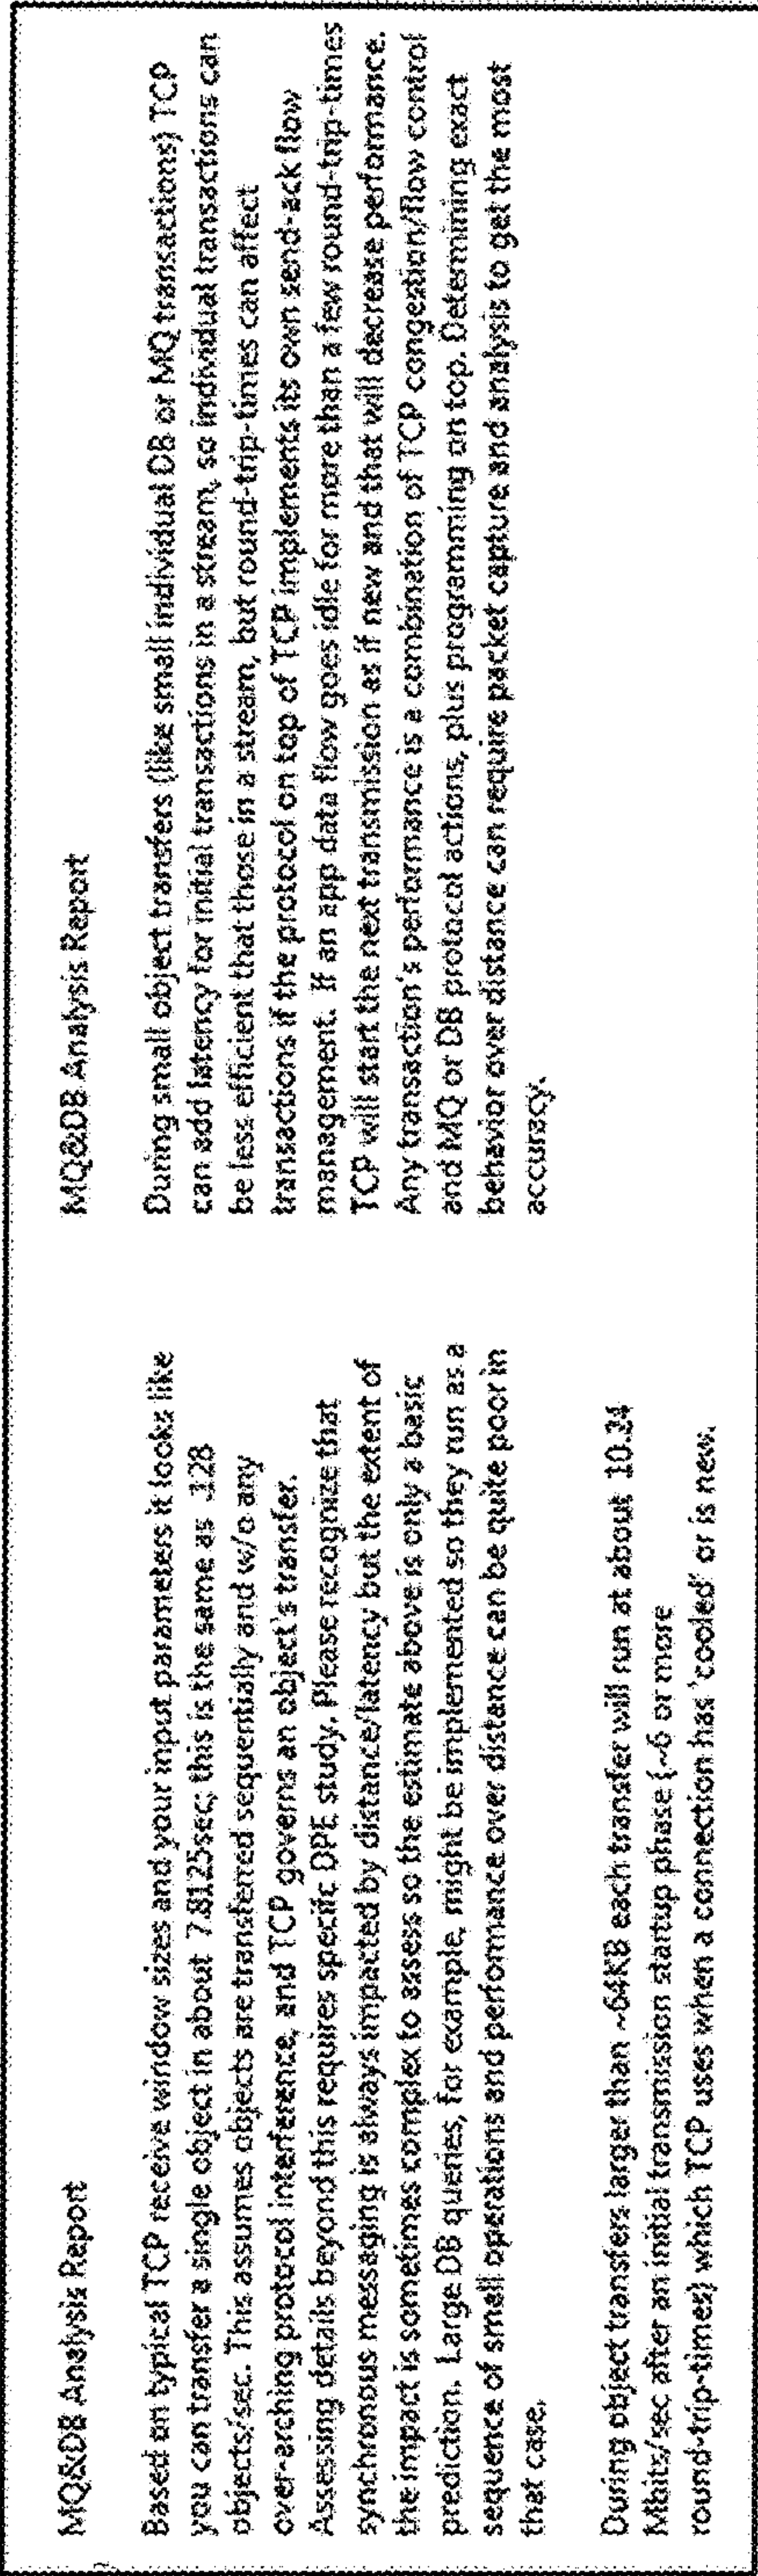 MQ&DB Analysis Report
Based on typical TCP receive window sizes and your input parameters it looks like
you can transfer a single object in about 7.8125sec; this is the same as .128
objects/sec. This assumes objects are transferred sequentially and w/o any
over-arching protocol interference, and TCP governs an object's transfer.
Assessing details beyond this requires specifc DPE study. Please recognize that
synchronous messaging is always impacted by distance/latency but the extent of
the impact is sometimes complex to assess so the estimate above is only a basic
prediction. Large DB queries, for example, might be implemented so they run as a
sequence of small operations and performance over distance can be quite poor in
that case.
During object transfers larger than ~64KB each transfer will run at about 10.34
Mbits/sec after an initial transmission startup phase (~6 or more
round-trip-times) which TCP uses when a connection has 'cooled' or is new.
MQ&DB Analysis Report
During small object transfers (like small individual DB or MQ transactions) TCP
can add latency for initial transactions in a stream, so individual transactions can
be less efficient that those in a stream, but round-trip-times can affect
transactions if the protocol on top of TCP implements its own send-ack flow
management. If an app data flow goes idle for more than a few round-trip-times
TCP will start the next transmission as if new and that will decrease performance.
Any transaction's performance is a combination of TCP congestion/flow control
and MQ or DB protocol actions, plus programming on top. Determining exact
behavior over distance can require packet capture and analysis to get the most
accuracy.